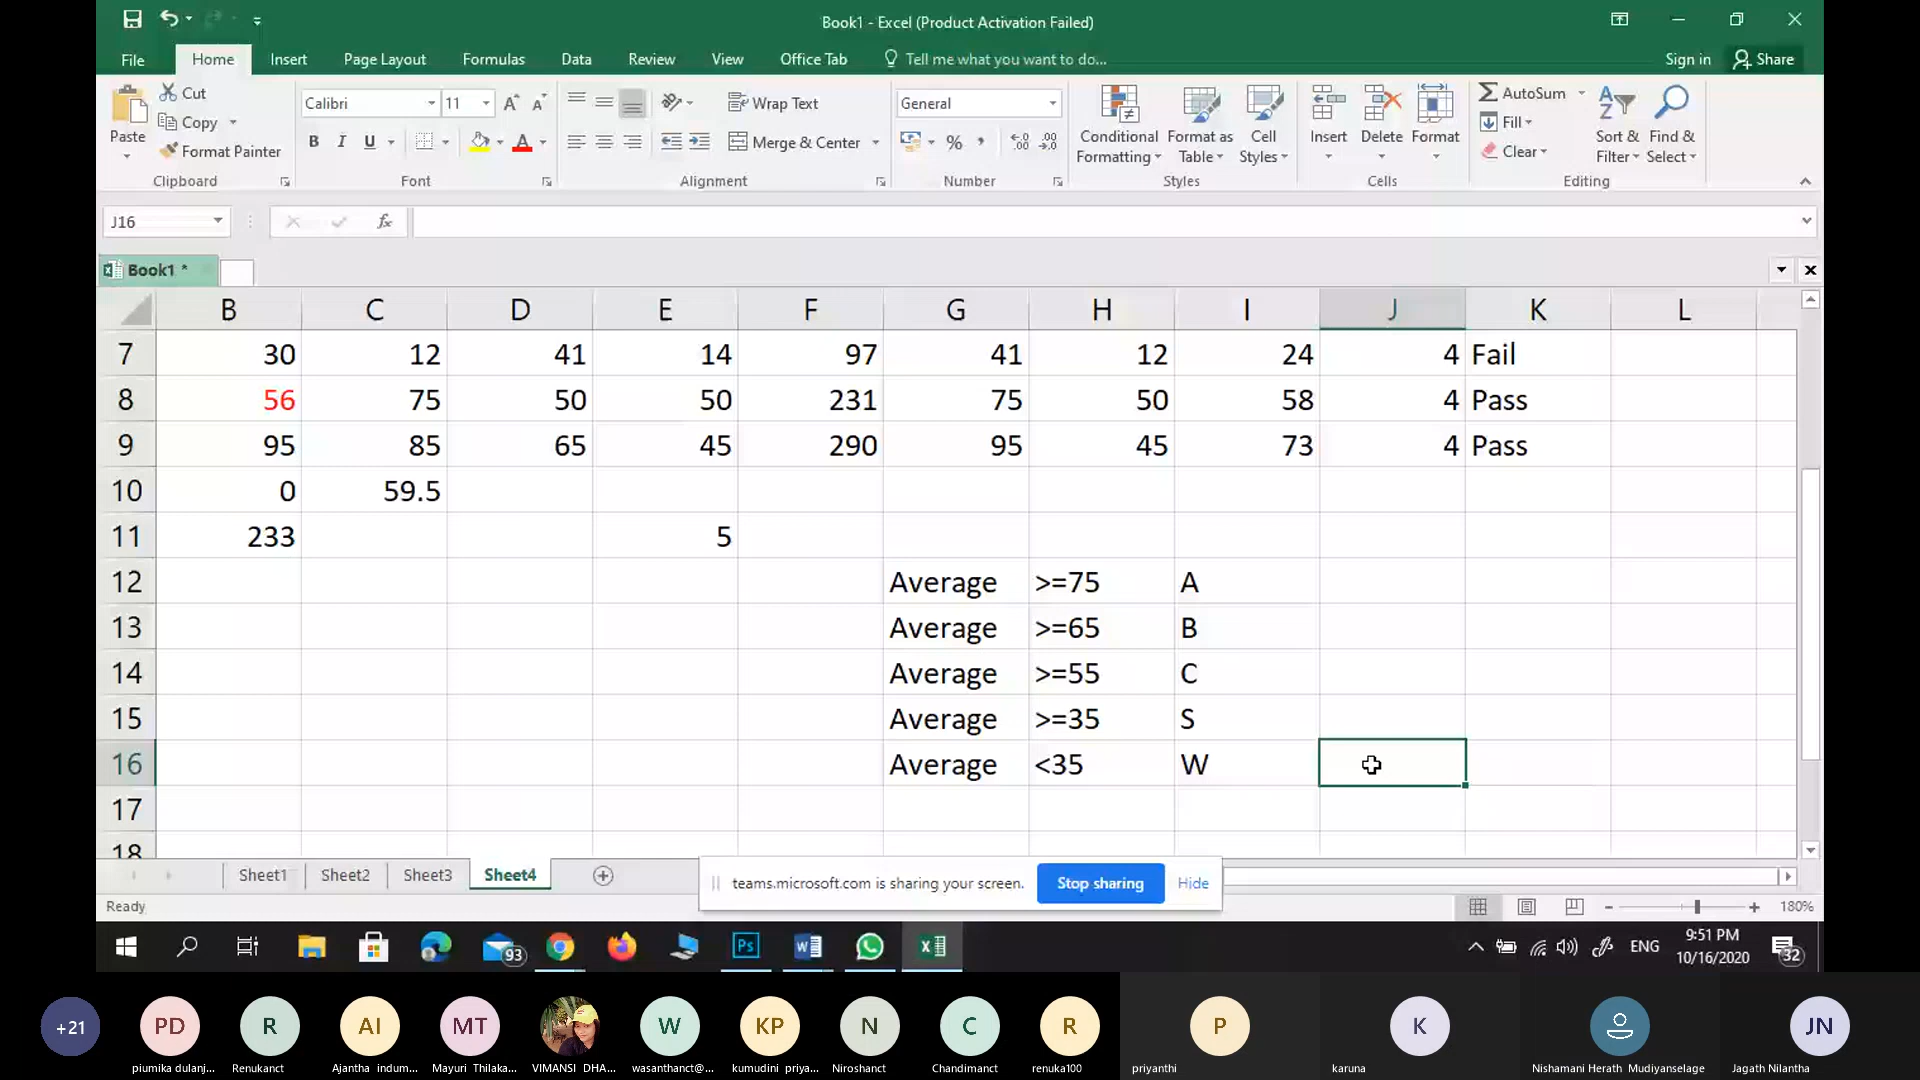 Book1 - Excel (Product Activation Failed)
File Home Insert Page Layout Formulas Data Review View Office Tab Tell me what you want to do... Sign in Share
Paste Cut Copy Format Painter Clipboard
Calibri 11 B I U A Font
Wrap Text Merge & Center Alignment
General % , Number
Conditional Formatting Format as Table Cell Styles Styles
Insert Delete Format Cells
AutoSum Fill Clear Sort & Filter Find & Select Editing
J16 fx
Book1 *
B C D E F G H I J K L
7 30 12 41 14 97 41 12 24 4 Fail
8 56 75 50 50 231 75 50 58 4 Pass
9 95 85 65 45 290 95 45 73 4 Pass
10 0 59.5
11 233 5
12 Average >=75 A
13 Average >=65 B
14 Average >=55 C
15 Average >=35 S
16 Average <35 W
17
18
Sheet1 Sheet2 Sheet3 Sheet4
teams.microsoft.com is sharing your screen. Stop sharing Hide
Ready 180%
93 Ps ENG 9:51 PM
10/16/2020 32
+21 PD R AI MT W KP N C R P K JN
piumika dulanj... Renukanct Ajantha indum... Mayuri Thilaka... VIMANSI DHA... wasanthanct@... kumudini priya... Niroshanct Chandimanct renuka100 priyanthi karuna Nishamani Herath Mudiyanselage Jagath Nilantha